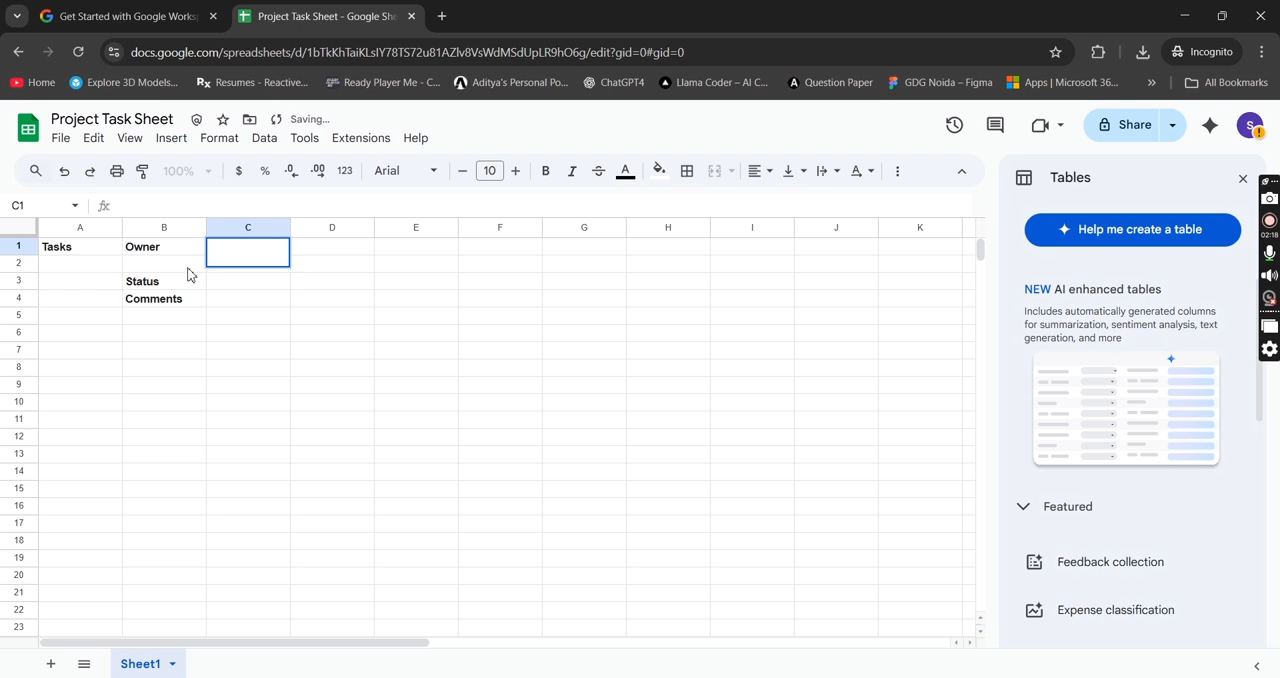 Get Started with Google Works
Project Task Sheet - Google She
docs.google.com/spreadsheets/d/1bTkKhTaiKLsIY78TS72u81AZlv8VsWdMSdUpLR9hO6g/edit?gid=0#gid=0
Incognito
Home
Explore 3D Models...
Rx Resumes - Reactive...
Ready Player Me - C...
Aditya's Personal Po...
ChatGPT4
Llama Coder – AI C...
Question Paper
GDG Noida – Figma
Apps | Microsoft 36...
All Bookmarks
Project Task Sheet
Saving...
File Edit View Insert Format Data Tools Extensions Help
Share
S
100%
$ % .0 .00 123
Arial
10
B I A
C1
fx
A B C D E F G H I J K
1 Tasks Owner
2
3 Status
4 Comments
5
6
7
8
9
10
11
12
13
14
15
16
17
18
19
20
21
22
23
Sheet1
Tables
Help me create a table
NEW AI enhanced tables
Includes automatically generated columns
for summarization, sentiment analysis, text
generation, and more
Featured
Feedback collection
Expense classification
02:18